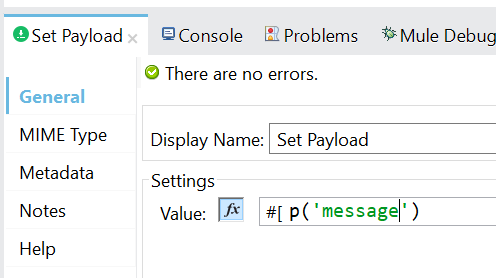 Set Payload
Console
Problems
Mule Debug
There are no errors.
General
MIME Type
Metadata
Notes
Help
Display Name: Set Payload
Settings
Value: fx #[ p('message')